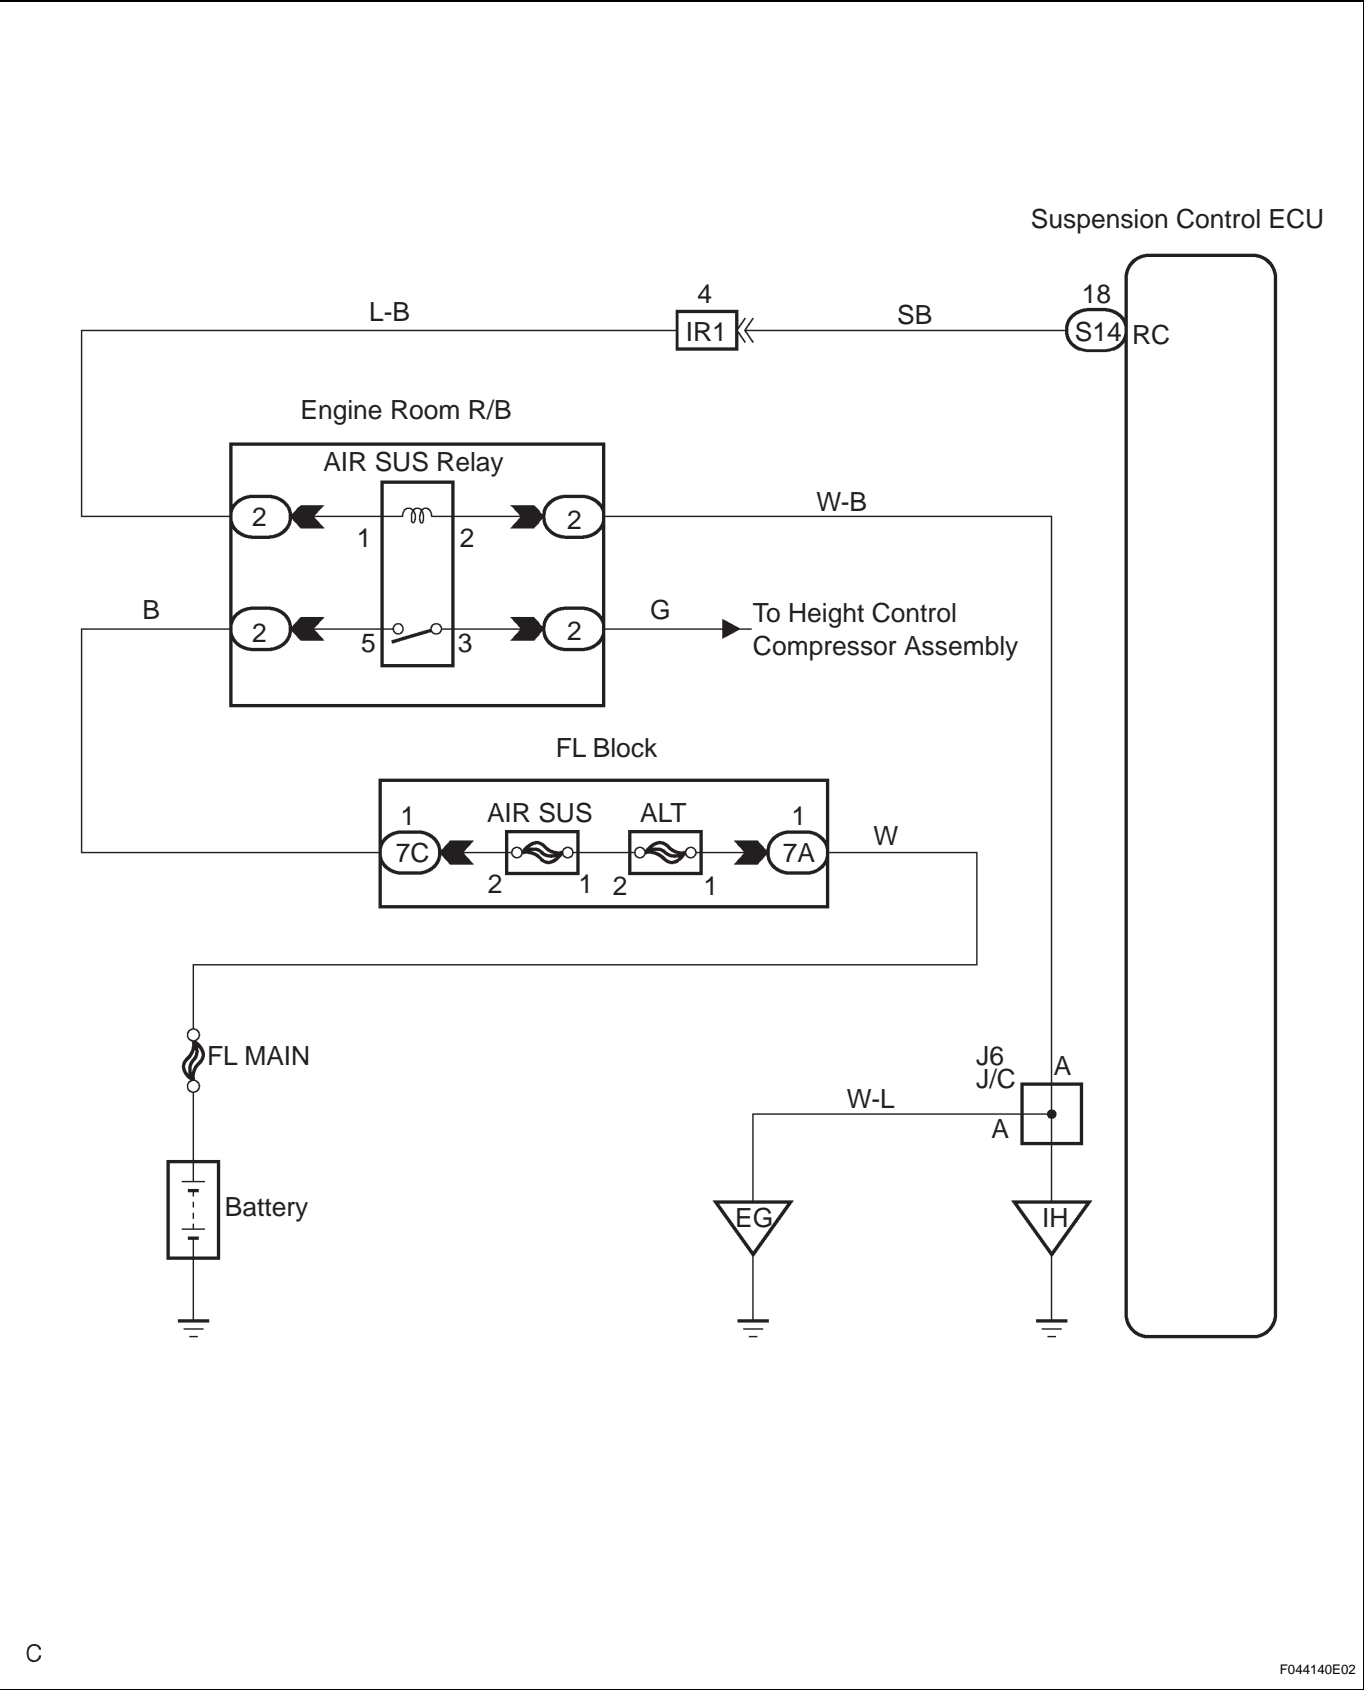 Suspension Control ECU
4
18
L-B
IR1
SB
S14
RC
Engine Room R/B
AIR SUS Relay
2
2
W-B
1
2
B
2
5
3
2
G
To Height Control
Compressor Assembly
FL Block
1
AIR SUS
ALT
1
7C
7A
W
2
1
2
1
FL MAIN
J6
J/C
A
W-L
A
Battery
EG
IH
C
F044140E02